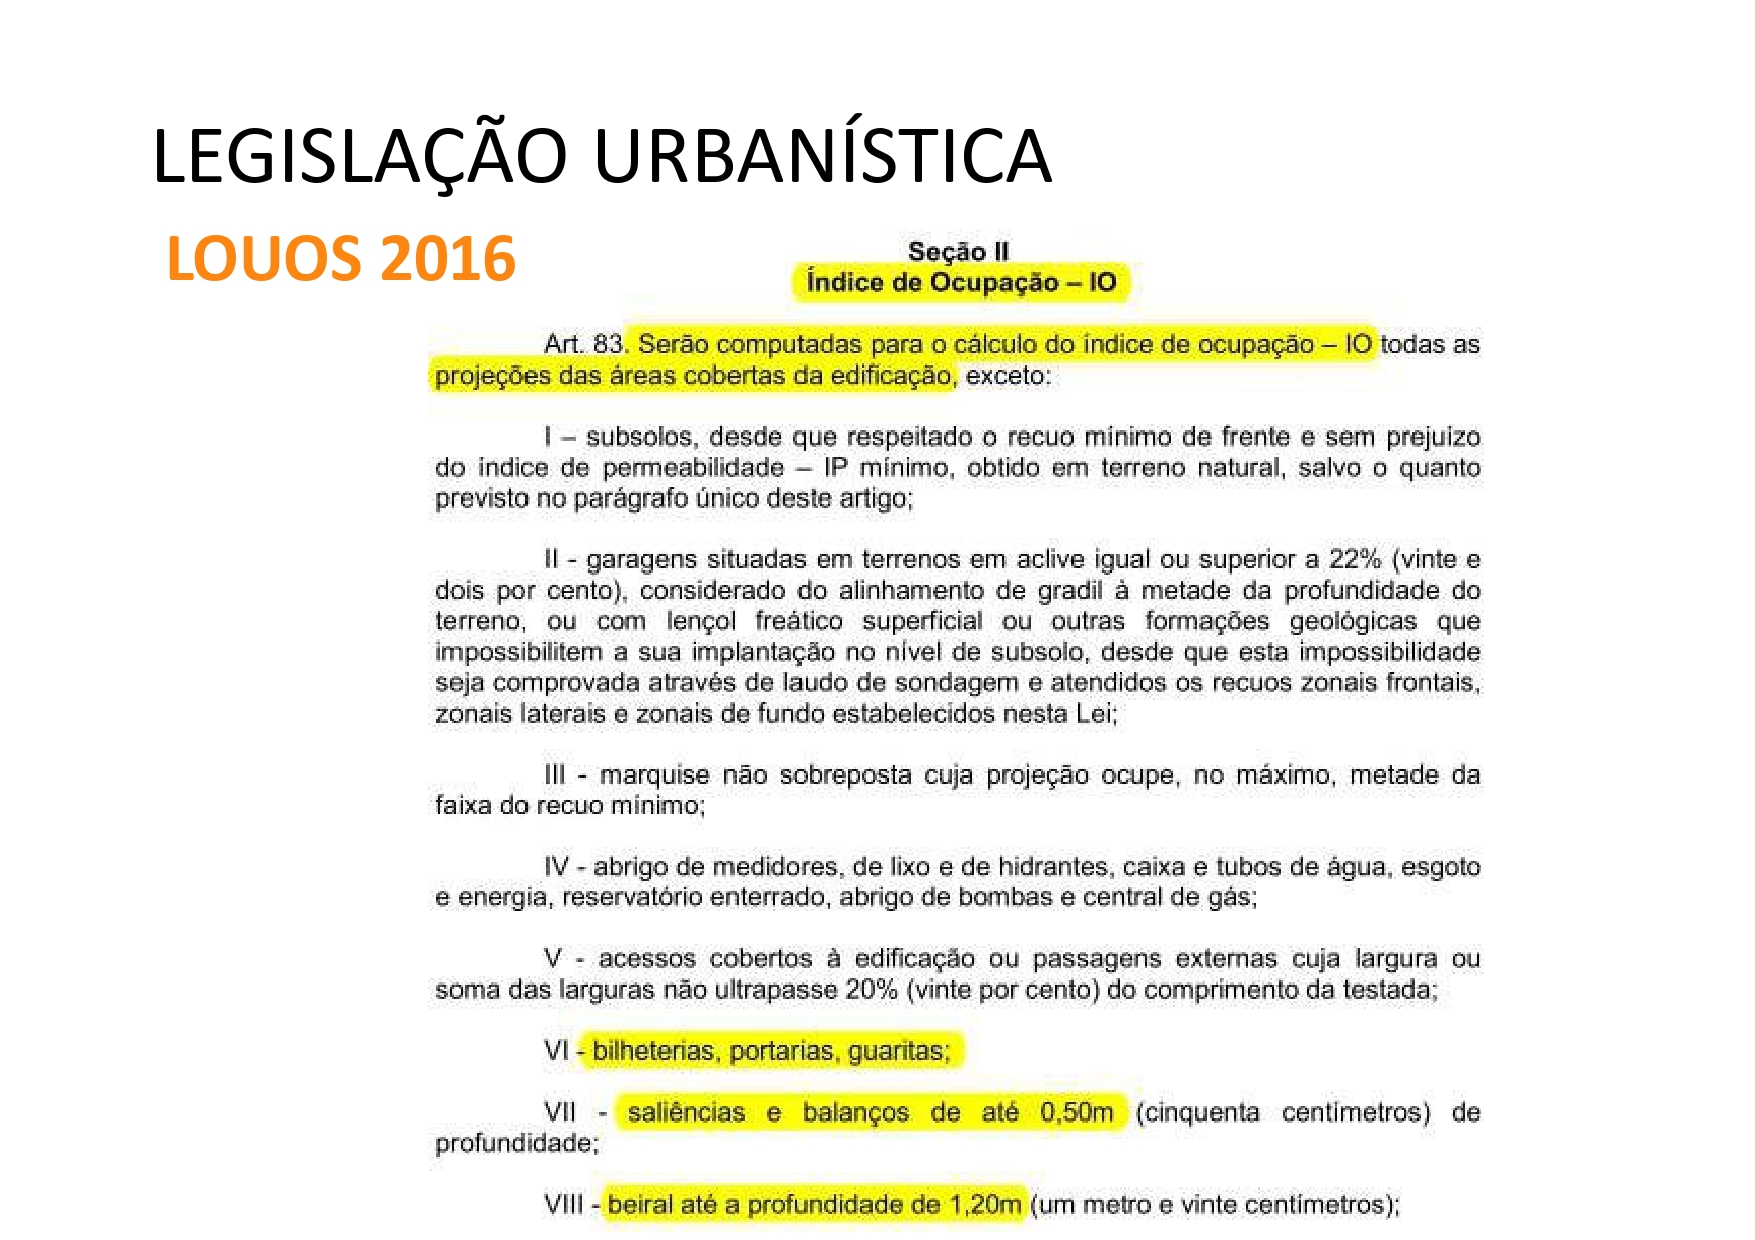 LEGISLAÇÃO URBANÍSTICA
LOUOS 2016
Seção II
Índice de Ocupação – IO
Art. 83. Serão computadas para o cálculo do índice de ocupação – IO todas as
projeções das áreas cobertas da edificação, exceto:
I – subsolos, desde que respeitado o recuo mínimo de frente e sem prejuízo
do índice de permeabilidade – IP mínimo, obtido em terreno natural, salvo o quanto
previsto no parágrafo único deste artigo;
II - garagens situadas em terrenos em aclive igual ou superior a 22% (vinte e
dois por cento), considerado do alinhamento de gradil à metade da profundidade do
terreno, ou com lençol freático superficial ou outras formações geológicas que
impossibilitem a sua implantação no nível de subsolo, desde que esta impossibilidade
seja comprovada através de laudo de sondagem e atendidos os recuos zonais frontais,
zonais laterais e zonais de fundo estabelecidos nesta Lei;
III - marquise não sobreposta cuja projeção ocupe, no máximo, metade da
faixa do recuo mínimo;
IV - abrigo de medidores, de lixo e de hidrantes, caixa e tubos de água, esgoto
e energia, reservatório enterrado, abrigo de bombas e central de gás;
V - acessos cobertos à edificação ou passagens externas cuja largura ou
soma das larguras não ultrapasse 20% (vinte por cento) do comprimento da testada;
VI - bilheterias, portarias, guaritas;
VII - saliências e balanços de até 0,50m (cinquenta centímetros) de
profundidade;
VIII - beiral até a profundidade de 1,20m (um metro e vinte centímetros);